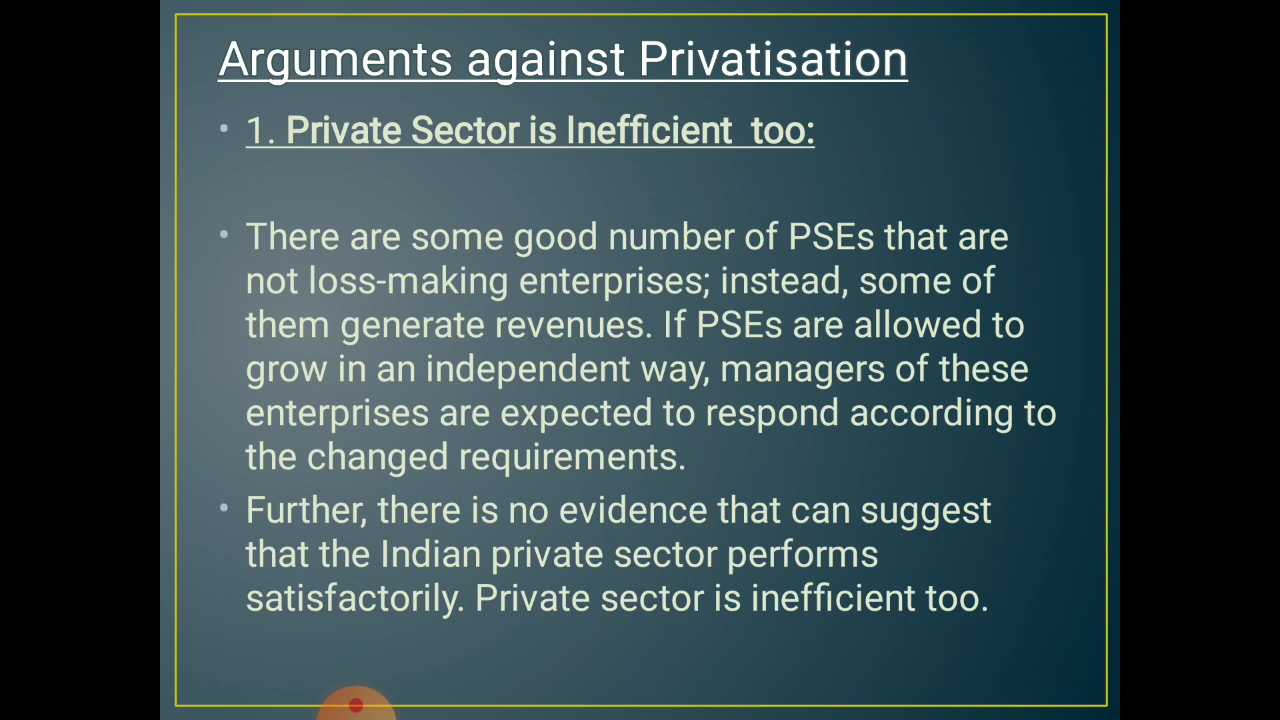 Arguments against Privatisation
• 1. Private Sector is Inefficient too:
• There are some good number of PSEs that are
not loss-making enterprises; instead, some of
them generate revenues. If PSEs are allowed to
grow in an independent way, managers of these
enterprises are expected to respond according to
the changed requirements.
• Further, there is no evidence that can suggest
that the Indian private sector performs
satisfactorily. Private sector is inefficient too.